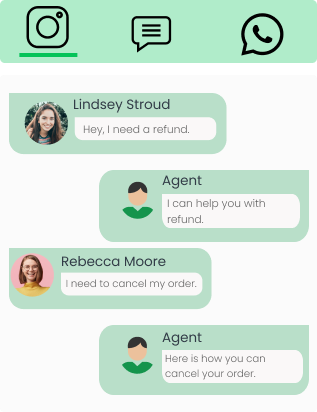 Lindsey Stroud
Hey, I need a refund.
Agent
I can help you with
refund.
Rebecca Moore
I need to cancel my order.
Agent
Here is how you can
cancel your order.